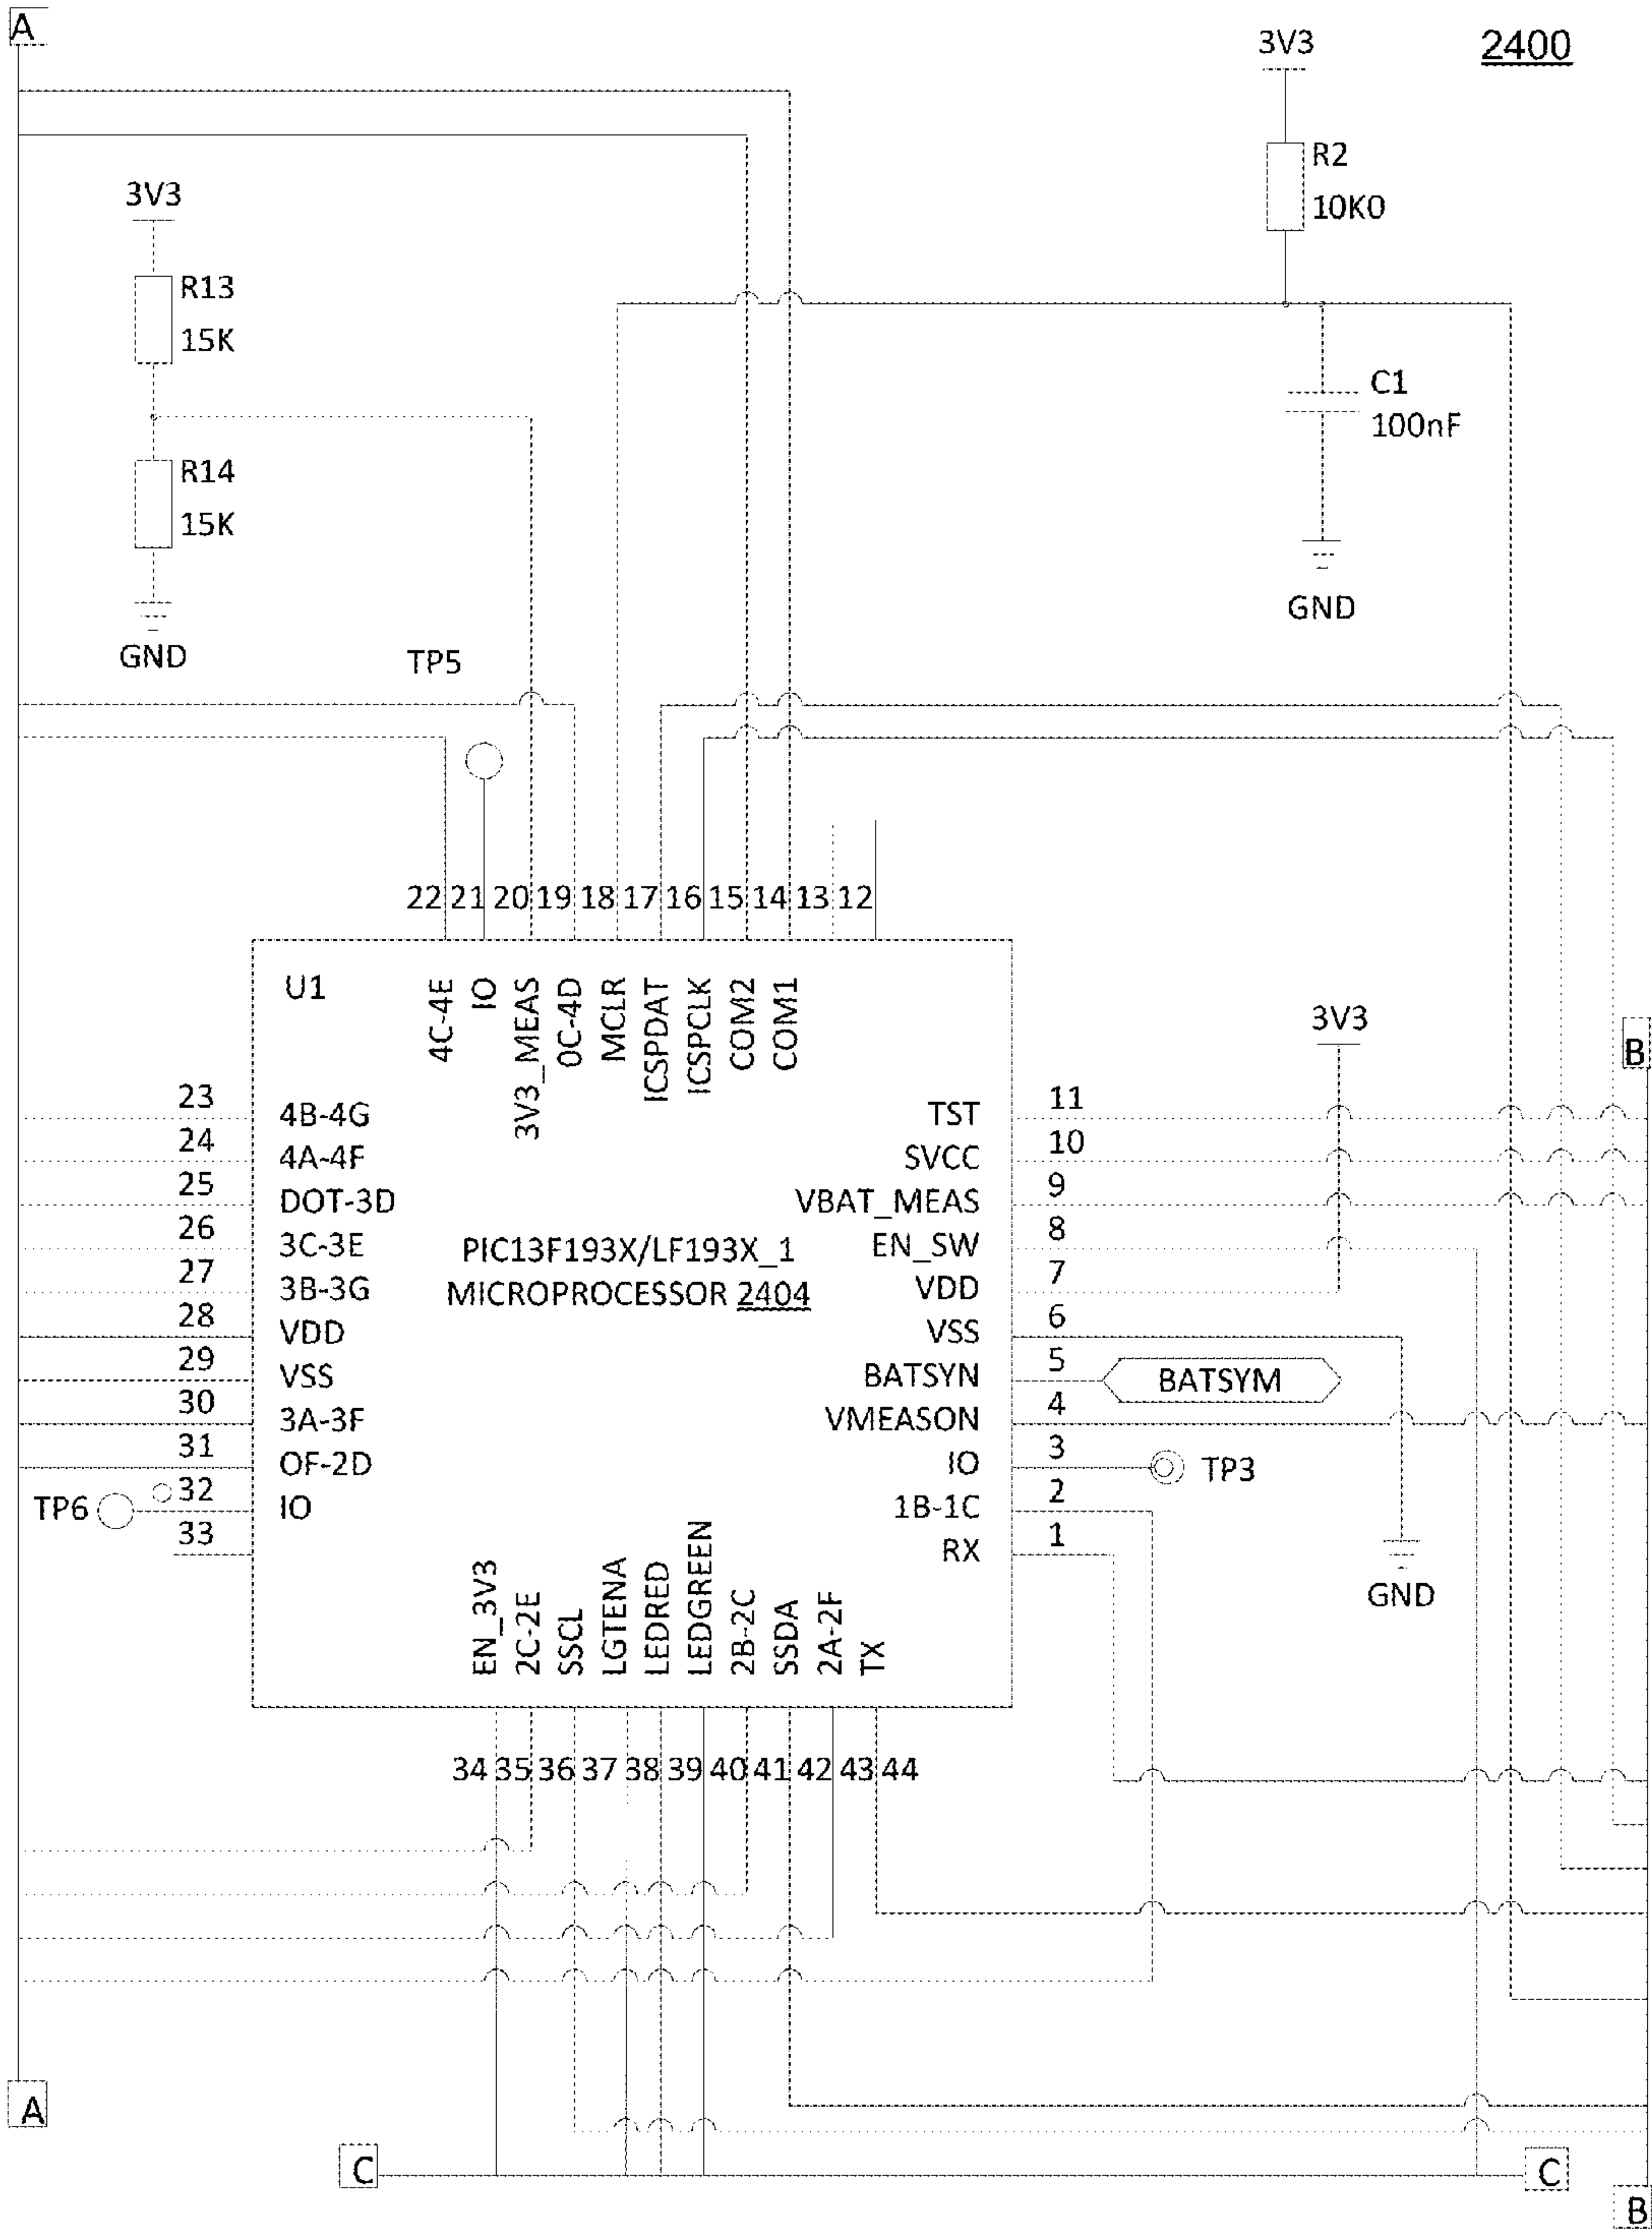 A
3V3
2400
R2
10K0
3V3
R13
15K
C1
100nF
R14
15K
GND
GND
TP5
22 21 20 19 18 17 16 15 14 13 12
U1
4C-4E
IO
3V3_MEAS
0C-4D
MCLR
ICSPDAT
ICSPCLK
COM2
COM1
3V3
B
23 4B-4G
24 4A-4F
25 DOT-3D
26 3C-3E
27 3B-3G
28 VDD
29 VSS
30 3A-3F
31 OF-2D
TP6 32 IO
33
PIC13F193X/LF193X_1
MICROPROCESSOR 2404
TST 11
SVCC 10
VBAT_MEAS 9
EN_SW 8
VDD 7
VSS 6
BATSYN 5 BATSYM
VMEASON 4
IO 3 TP3
1B-1C 2
RX 1
GND
EN_3V3
2C-2E
SSCL
LGTENA
LEDRED
LEDGREEN
2B-2C
SSDA
2A-2F
TX
34 35 36 37 38 39 40 41 42 43 44
A
C
C
B